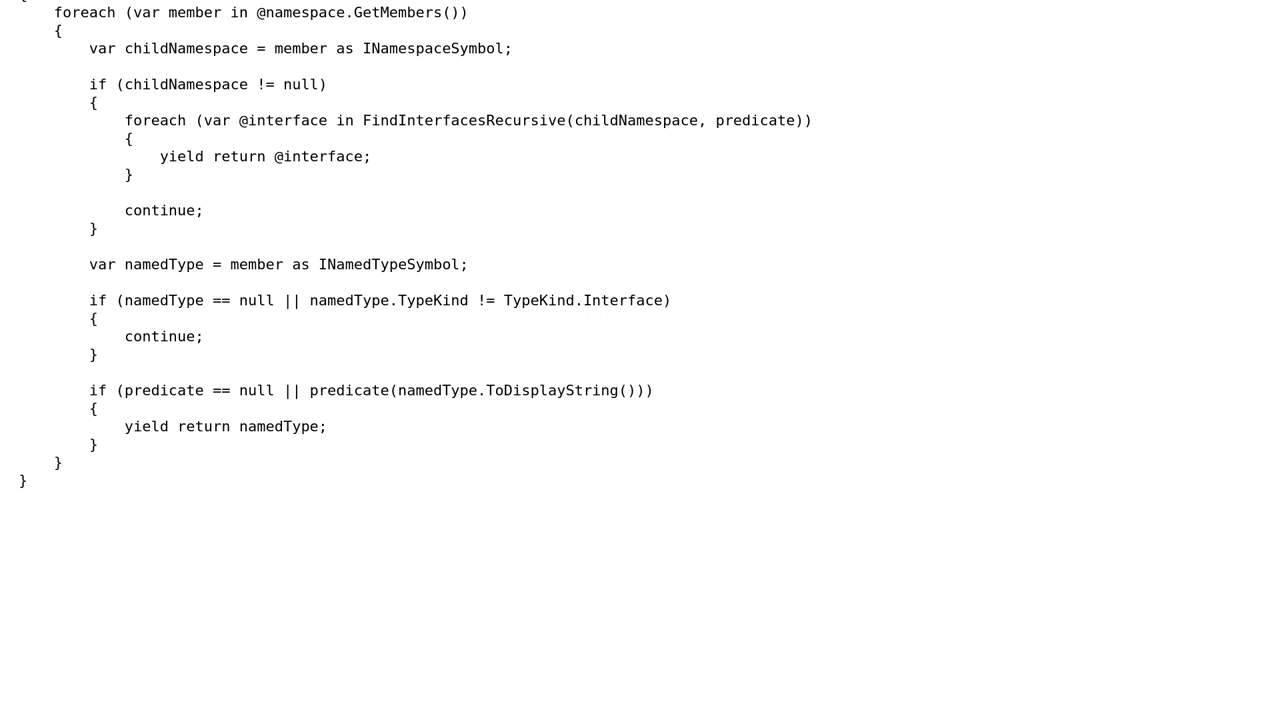 {
    foreach (var member in @namespace.GetMembers())
    {
        var childNamespace = member as INamespaceSymbol;

        if (childNamespace != null)
        {
            foreach (var @interface in FindInterfacesRecursive(childNamespace, predicate))
            {
                yield return @interface;
            }

            continue;
        }

        var namedType = member as INamedTypeSymbol;

        if (namedType == null || namedType.TypeKind != TypeKind.Interface)
        {
            continue;
        }

        if (predicate == null || predicate(namedType.ToDisplayString()))
        {
            yield return namedType;
        }
    }
}